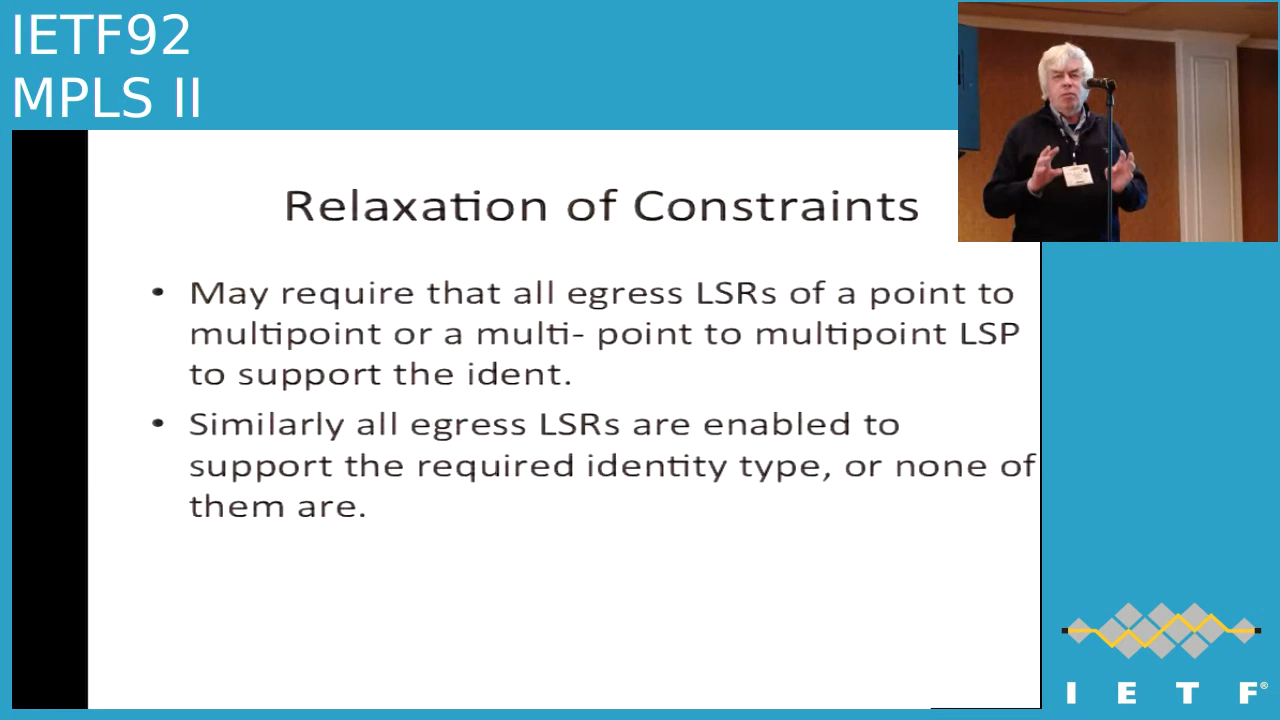 IETF92
MPLS II
Relaxation of Constraints
• May require that all egress LSRs of a point to
multipoint or a multi- point to multipoint LSP
to support the ident.
• Similarly all egress LSRs are enabled to
support the required identity type, or none of
them are.
I E T F®